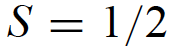 S = 1/2